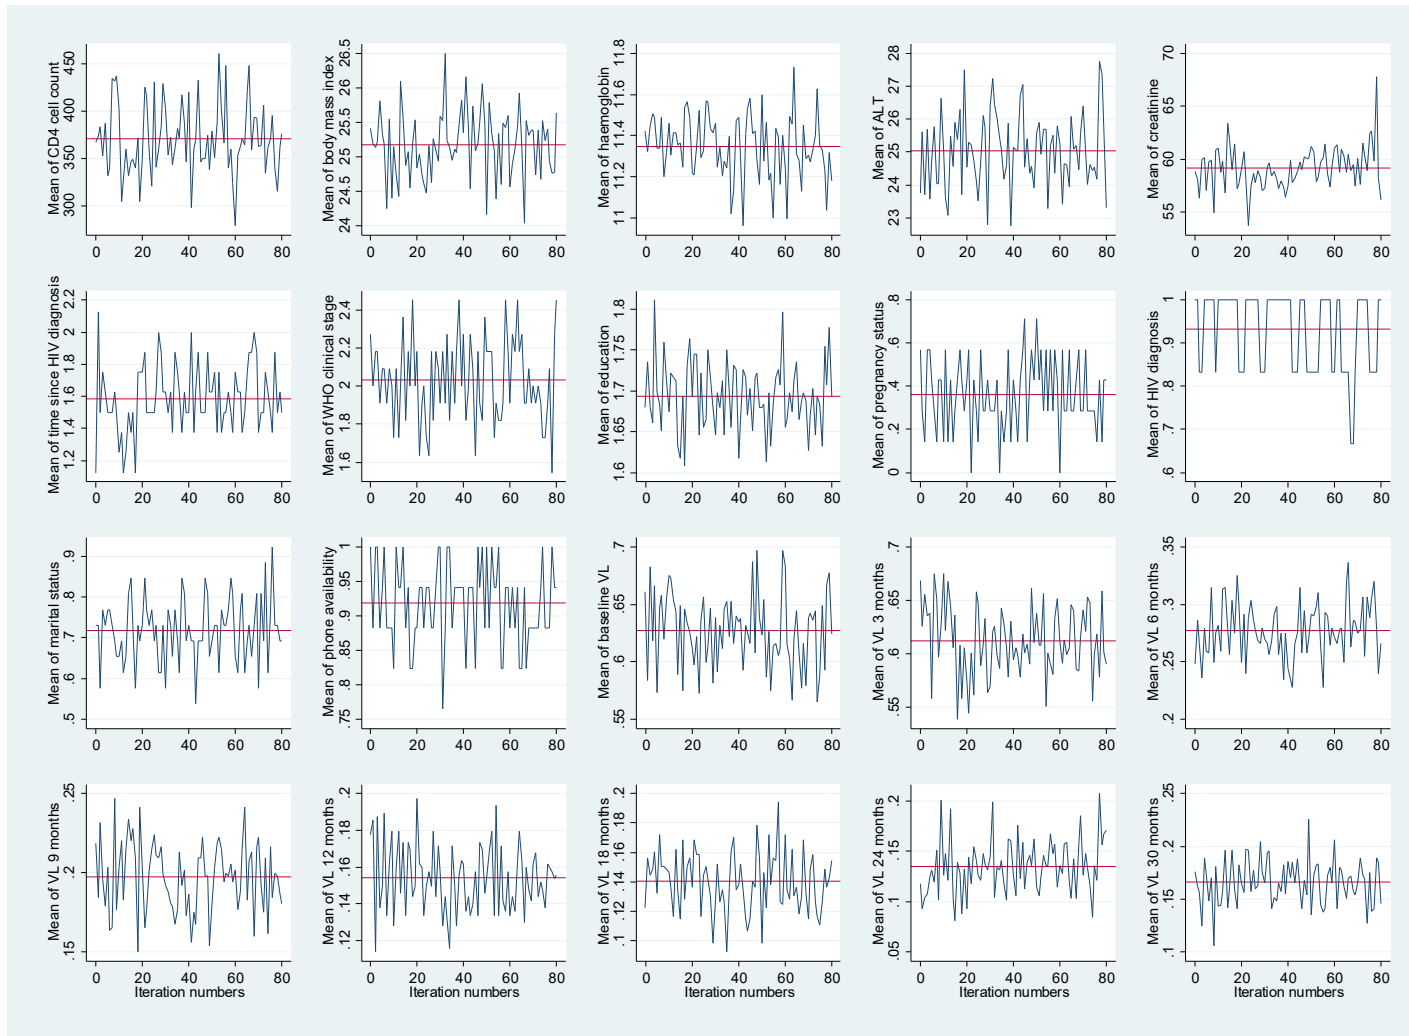 Mean of CD4 cell count
450
400
350
300
0 20 40 60 80
Mean of body mass index
26.5
26
25.5
25
24.5
24
0 20 40 60 80
Mean of haemoglobin
11.8
11.6
11.4
11.2
11
0 20 40 60 80
Mean of ALT
28
27
26
25
24
23
0 20 40 60 80
Mean of creatinine
70
65
60
55
0 20 40 60 80
Mean of time since HIV diagnosis
2.2
2
1.8
1.6
1.4
1.2
0 20 40 60 80
Mean of WHO clinical stage
2.4
2.2
2
1.8
1.6
0 20 40 60 80
Mean of education
1.8
1.75
1.7
1.65
1.6
0 20 40 60 80
Mean of pregnancy status
.8
.6
.4
.2
0
0 20 40 60 80
Mean of HIV diagnosis
1
.9
.8
.7
.6
0 20 40 60 80
Mean of marital status
.9
.8
.7
.6
.5
0 20 40 60 80
Mean of phone availability
1
.95
.9
.85
.8
.75
0 20 40 60 80
Mean of baseline VL
.7
.65
.6
.55
0 20 40 60 80
Mean of VL 3 months
.7
.65
.6
.55
0 20 40 60 80
Mean of VL 6 months
.35
.3
.25
.2
0 20 40 60 80
Mean of VL 9 months
.25
.2
.15
0 20 40 60 80
Iteration numbers
Mean of VL 12 months
.2
.18
.16
.14
.12
0 20 40 60 80
Iteration numbers
Mean of VL 18 months
.2
.18
.16
.14
.12
.1
0 20 40 60 80
Iteration numbers
Mean of VL 24 months
.2
.15
.1
.05
0 20 40 60 80
Iteration numbers
Mean of VL 30 months
.25
.2
.15
.1
0 20 40 60 80
Iteration numbers